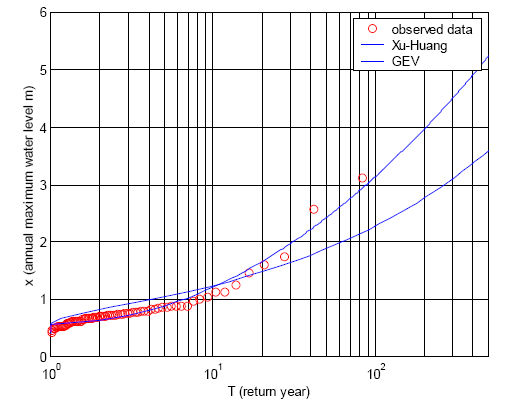 6
5
4
3
2
1
0
x (annual maximum water level m)
observed data
Xu-Huang
GEV
10^0
10^1
10^2
T (return year)